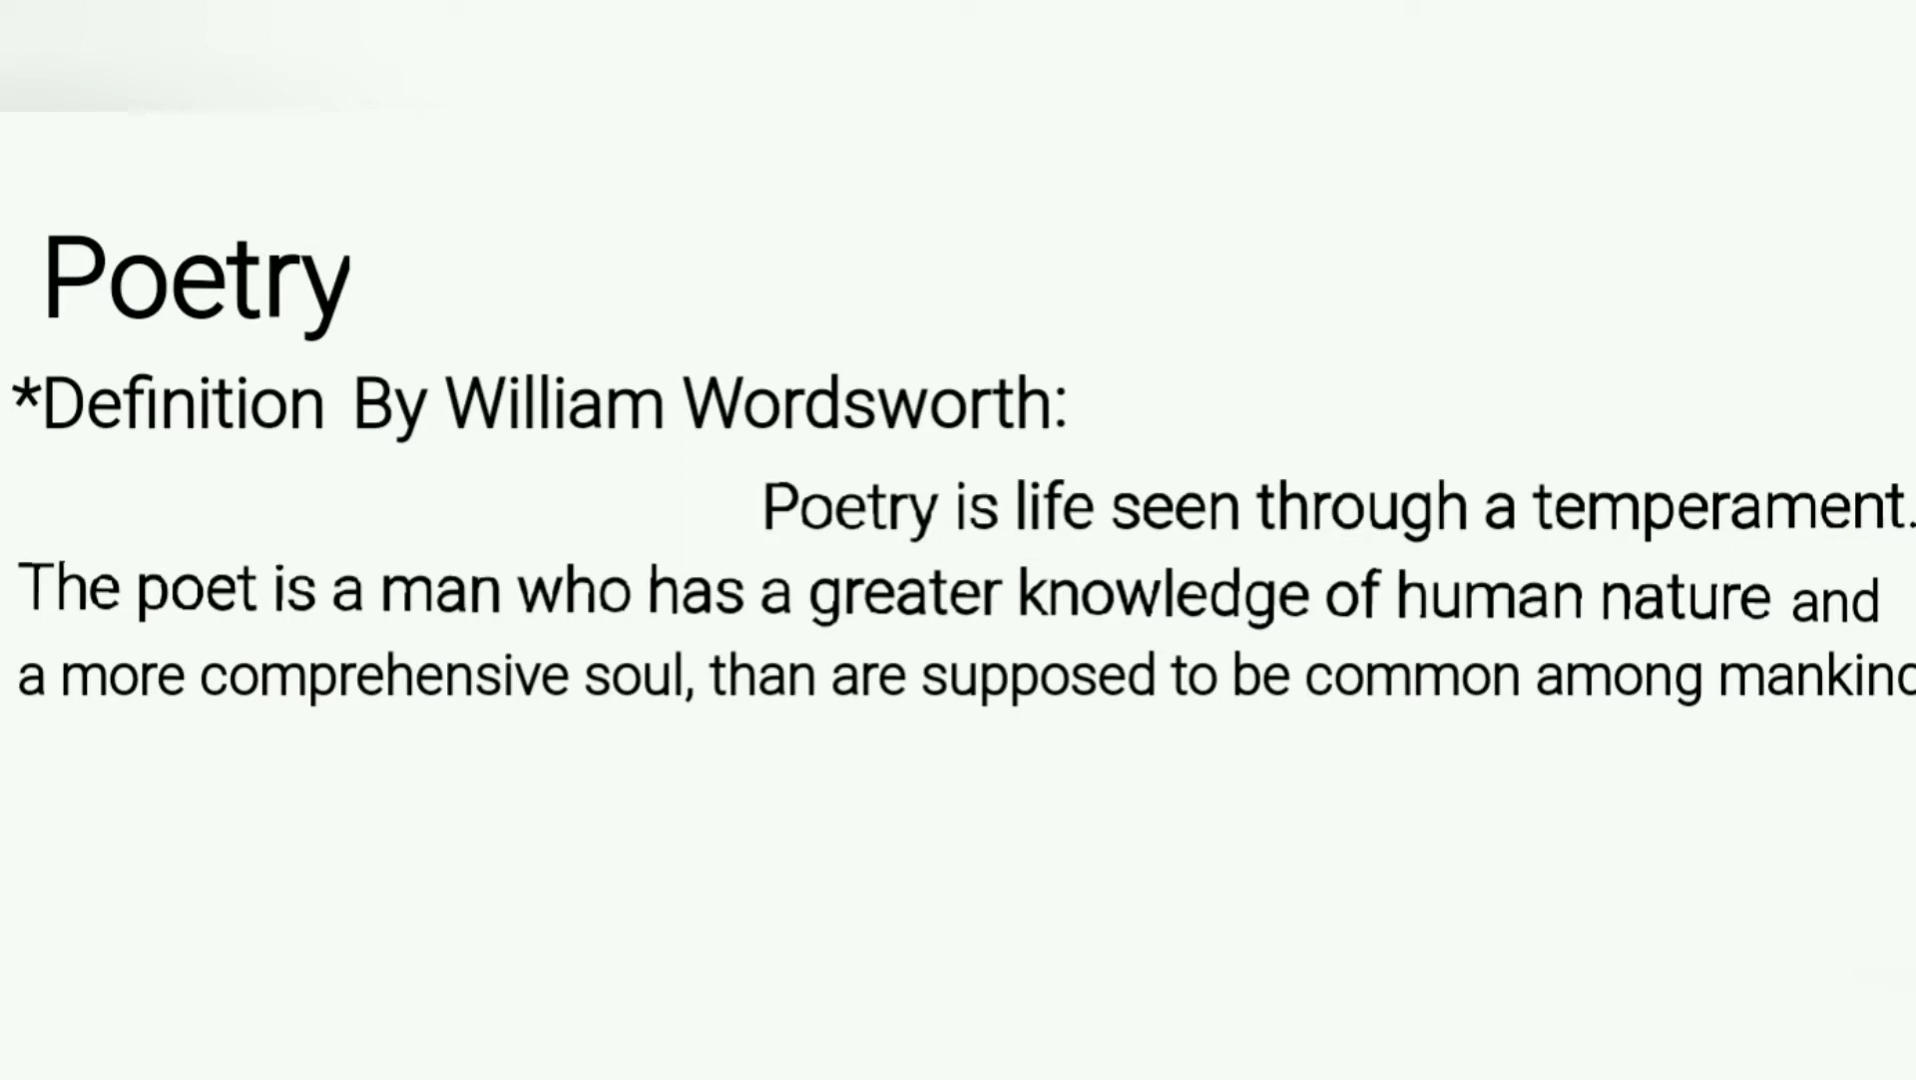 Poetry
*Definition By William Wordsworth:
Poetry is life seen through a temperament.
The poet is a man who has a greater knowledge of human nature and
a more comprehensive soul, than are supposed to be common among mankind